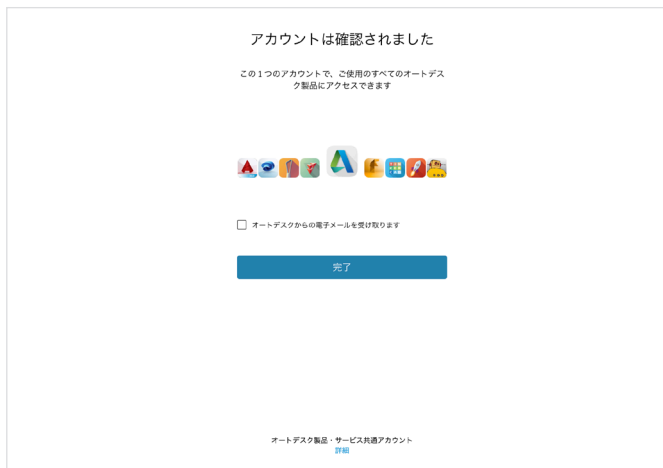 アカウントは確認されました
この 1 つのアカウントで、ご使用のすべてのオートデス
ク製品にアクセスできます
オートデスクからの電子メールを受け取ります
完了
オートデスク製品・サービス共通アカウント
詳細